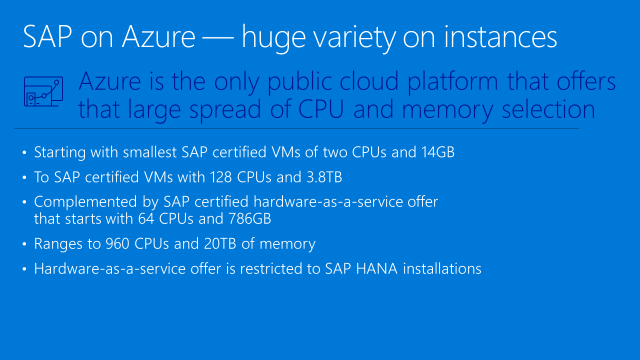 SAP on Azure — huge variety on instances
Azure is the only public cloud platform that offers
that large spread of CPU and memory selection
• Starting with smallest SAP certified VMs of two CPUs and 14GB
• To SAP certified VMs with 128 CPUs and 3.8TB
• Complemented by SAP certified hardware-as-a-service offer
that starts with 64 CPUs and 786GB
• Ranges to 960 CPUs and 20TB of memory
• Hardware-as-a-service offer is restricted to SAP HANA installations